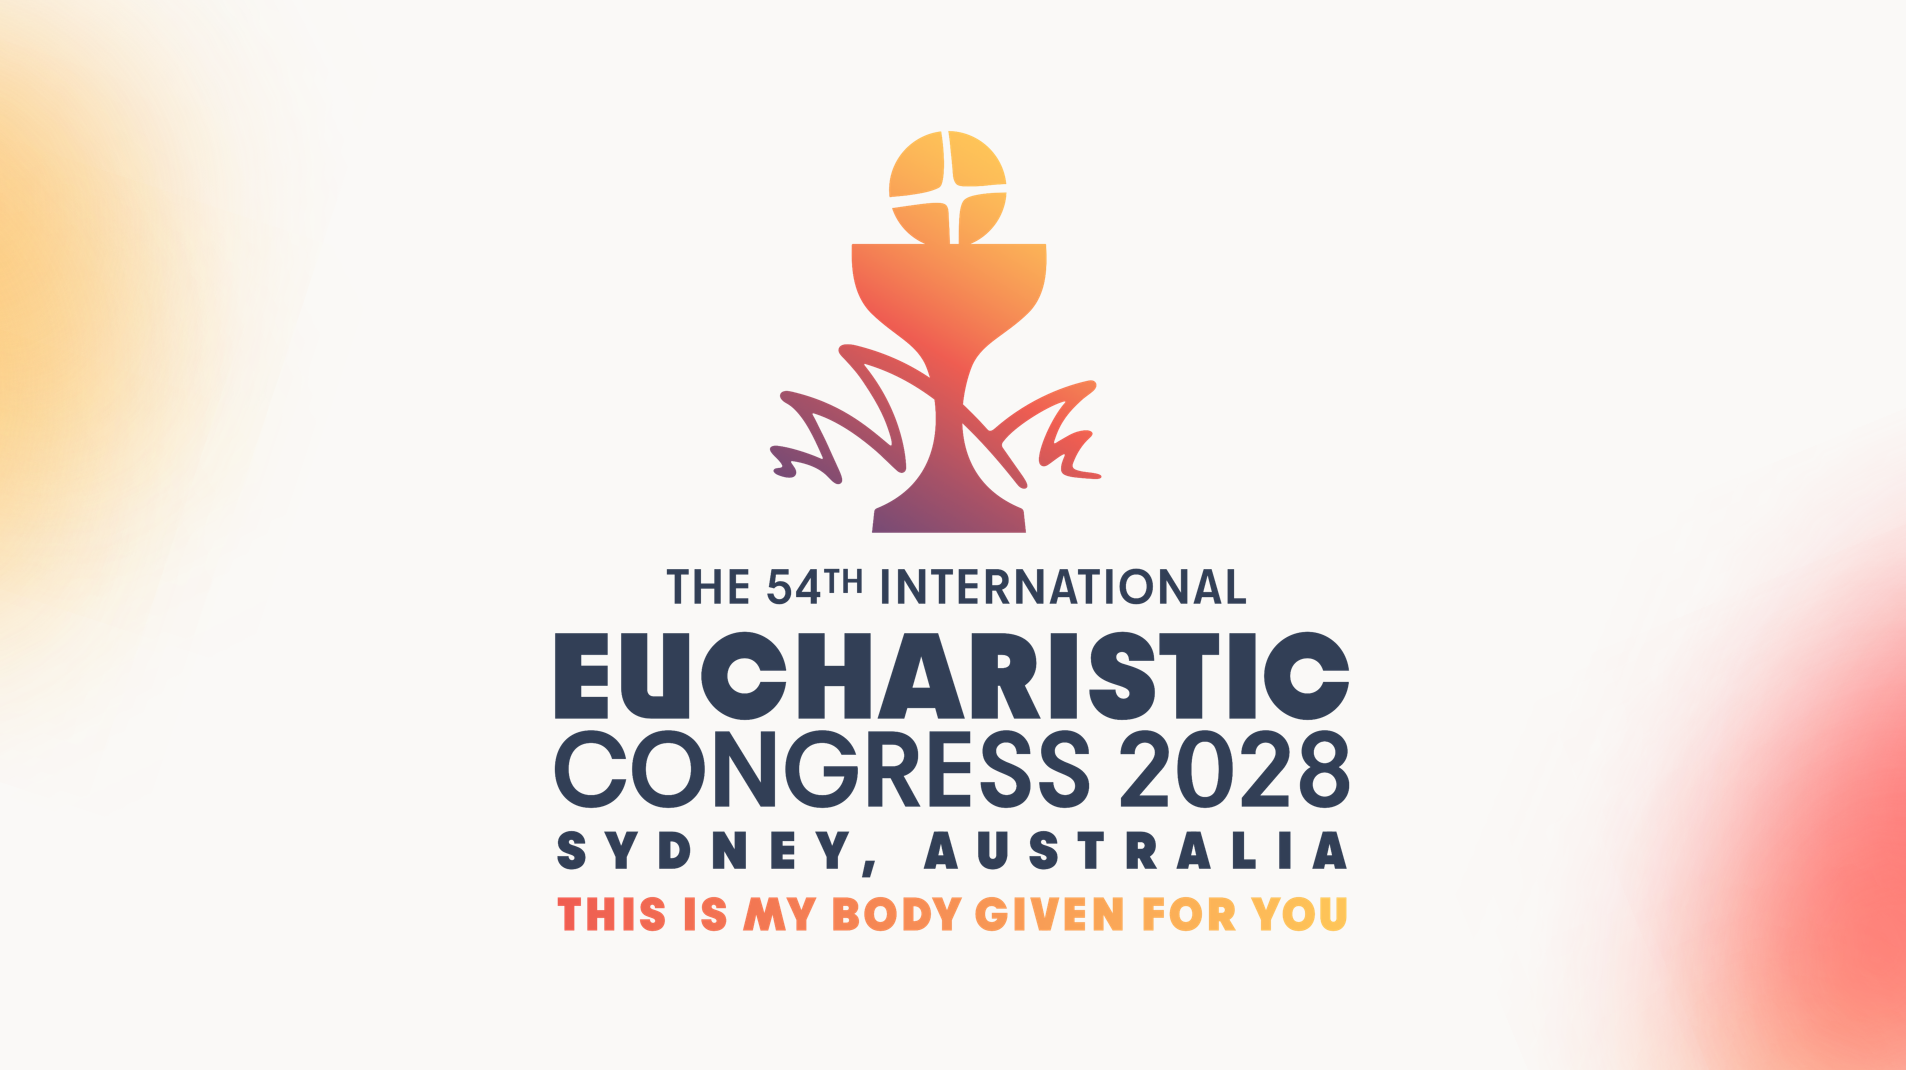 THE 54TH INTERNATIONAL
EUCHARISTIC
CONGRESS 2028
SYDNEY, AUSTRALIA
THIS IS MY BODY GIVEN FOR YOU